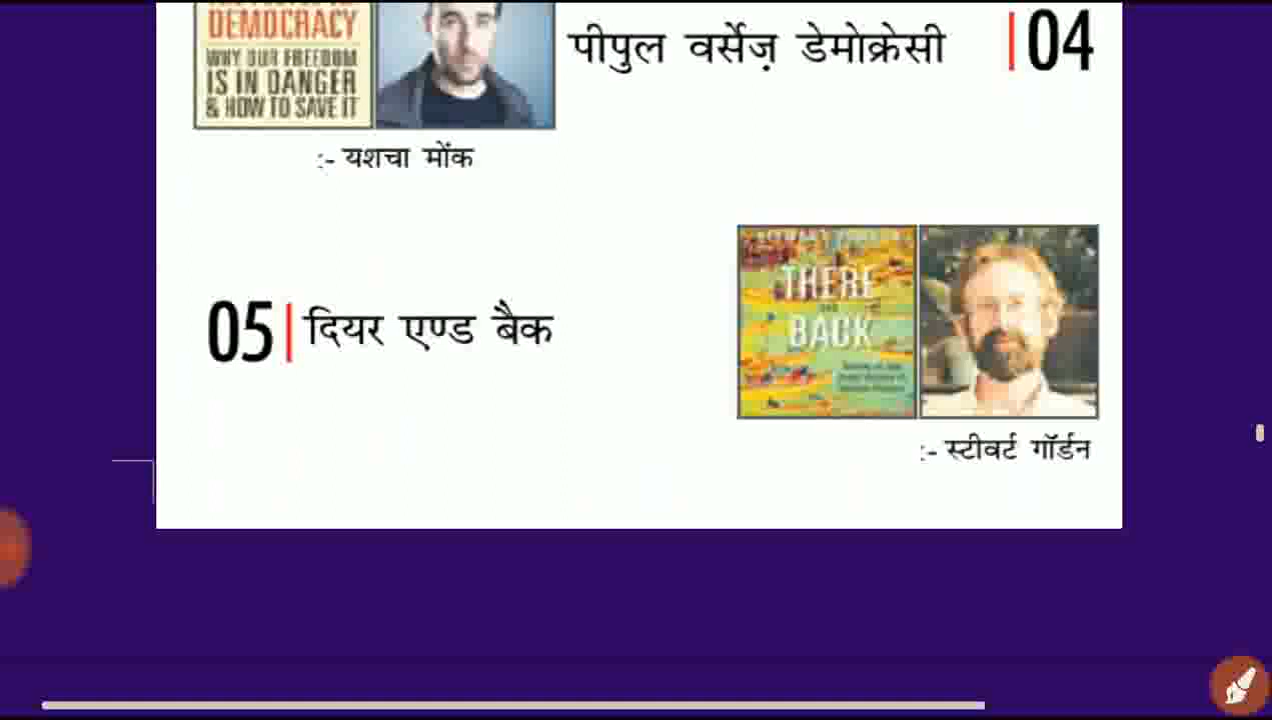 DEMOCRACY
WHY OUR FREEDOM
IS IN DANGER
& HOW TO SAVE IT
पीपुल वर्सेज़ डेमोक्रेसी
04
:- यशचा मोंक
05
दियर एण्ड बैक
THERE
AND
BACK
:- स्टीवर्ट गॉर्डन